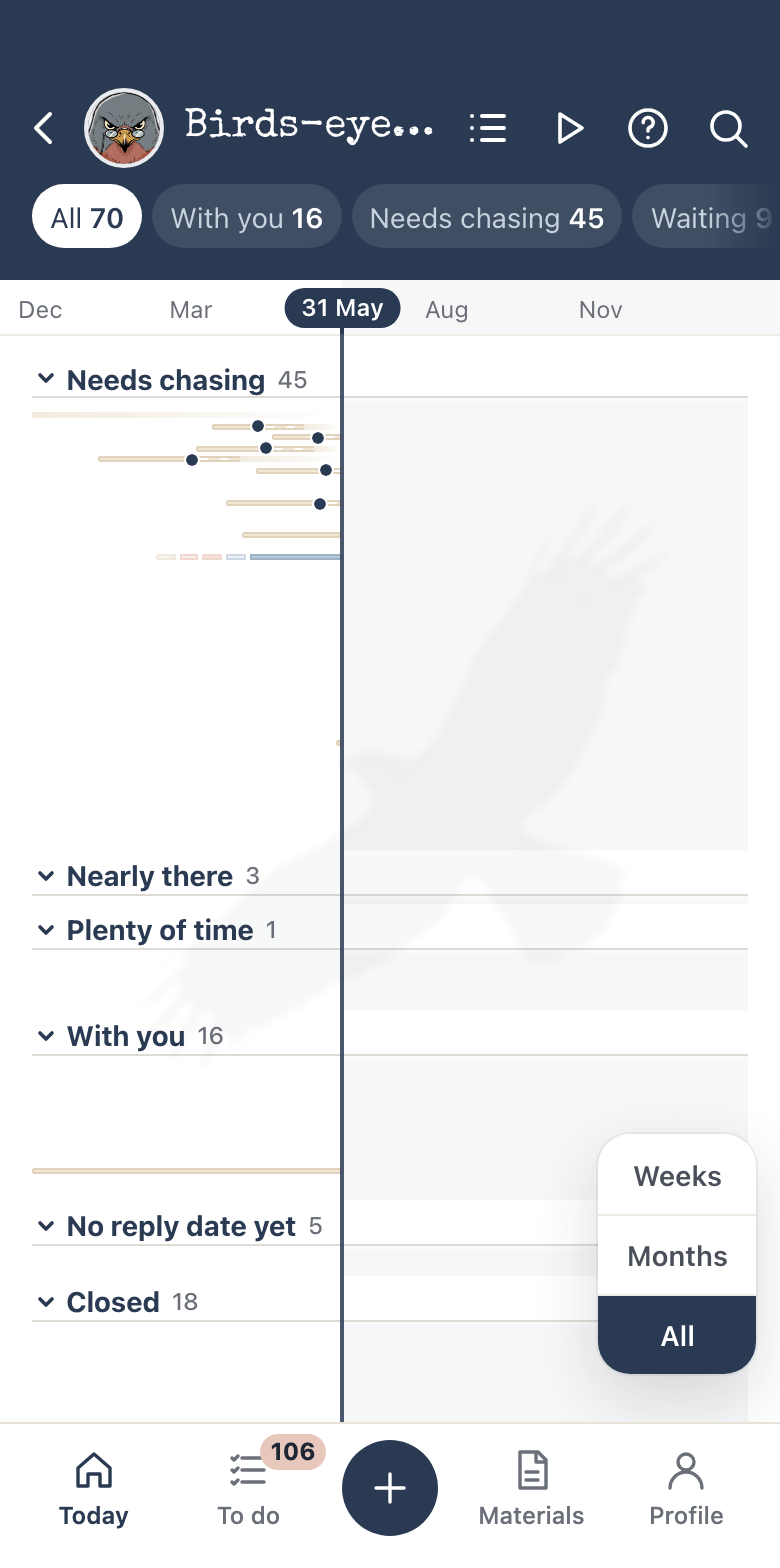 Birds-eye...
All 70
With you 16
Needs chasing 45
Waiting 9
Dec
Mar
31 May
Aug
Nov
Needs chasing 45
Nearly there 3
Plenty of time 1
With you 16
No reply date yet 5
Closed 18
Weeks
Months
All
106
Today
To do
Materials
Profile